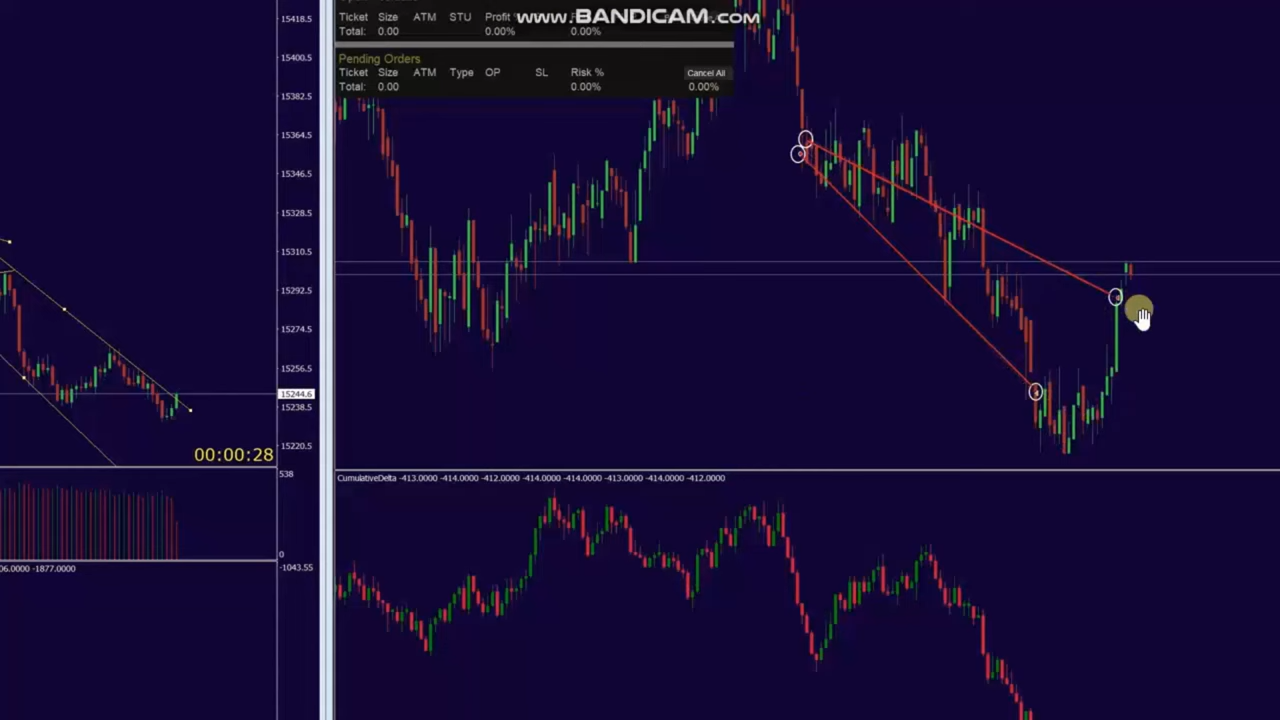 www.BANDICAM.com
Ticket Size ATM STU Profit
Total: 0.00 0.00% 0.00%
Pending Orders
Ticket Size ATM Type OP SL Risk % Cancel All
Total: 0.00 0.00% 0.00%
15418.5
15400.5
15382.5
15364.5
15346.5
15328.5
15310.5
15292.5
15274.5
15256.5
15244.6
15238.5
15220.5
00:00:28
538
0
-1043.55
06.0000 -1877.0000
CumulativeDelta -413.0000 -414.0000 -412.0000 -414.0000 -414.0000 -413.0000 -414.0000 -412.0000